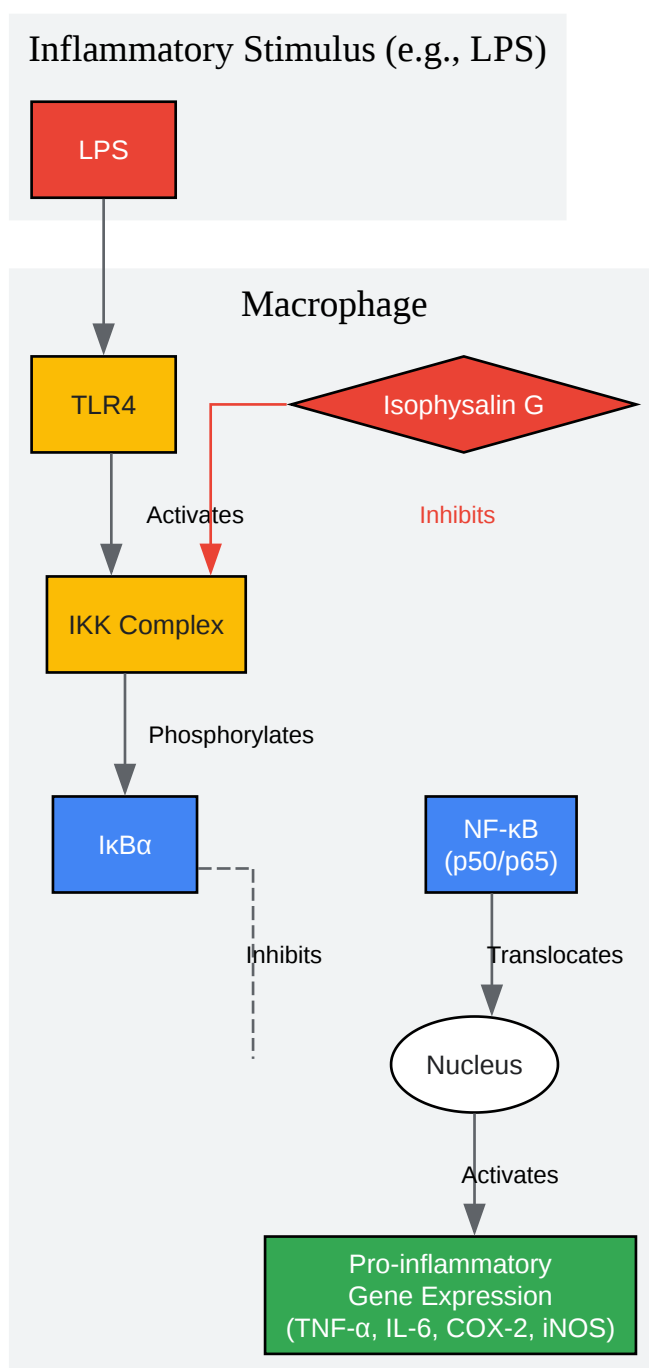 Inflammatory Stimulus (e.g., LPS)
LPS
Macrophage
TLR4
Isophysalin G
Activates
Inhibits
IKK Complex
Phosphorylates
IκBα
NF-κB
(p50/p65)
Inhibits
Translocates
Nucleus
Activates
Pro-inflammatory
Gene Expression
(TNF-α, IL-6, COX-2, iNOS)